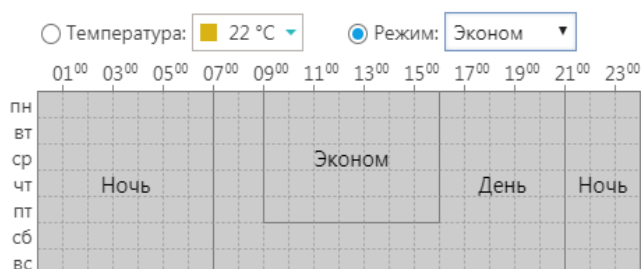 Температура: 22 °C Режим: Эконом
01⁰⁰ 03⁰⁰ 05⁰⁰ 07⁰⁰ 09⁰⁰ 11⁰⁰ 13⁰⁰ 15⁰⁰ 17⁰⁰ 19⁰⁰ 21⁰⁰ 23⁰⁰
пн
вт
ср Эконом
чт Ночь День Ночь
пт
сб
вс